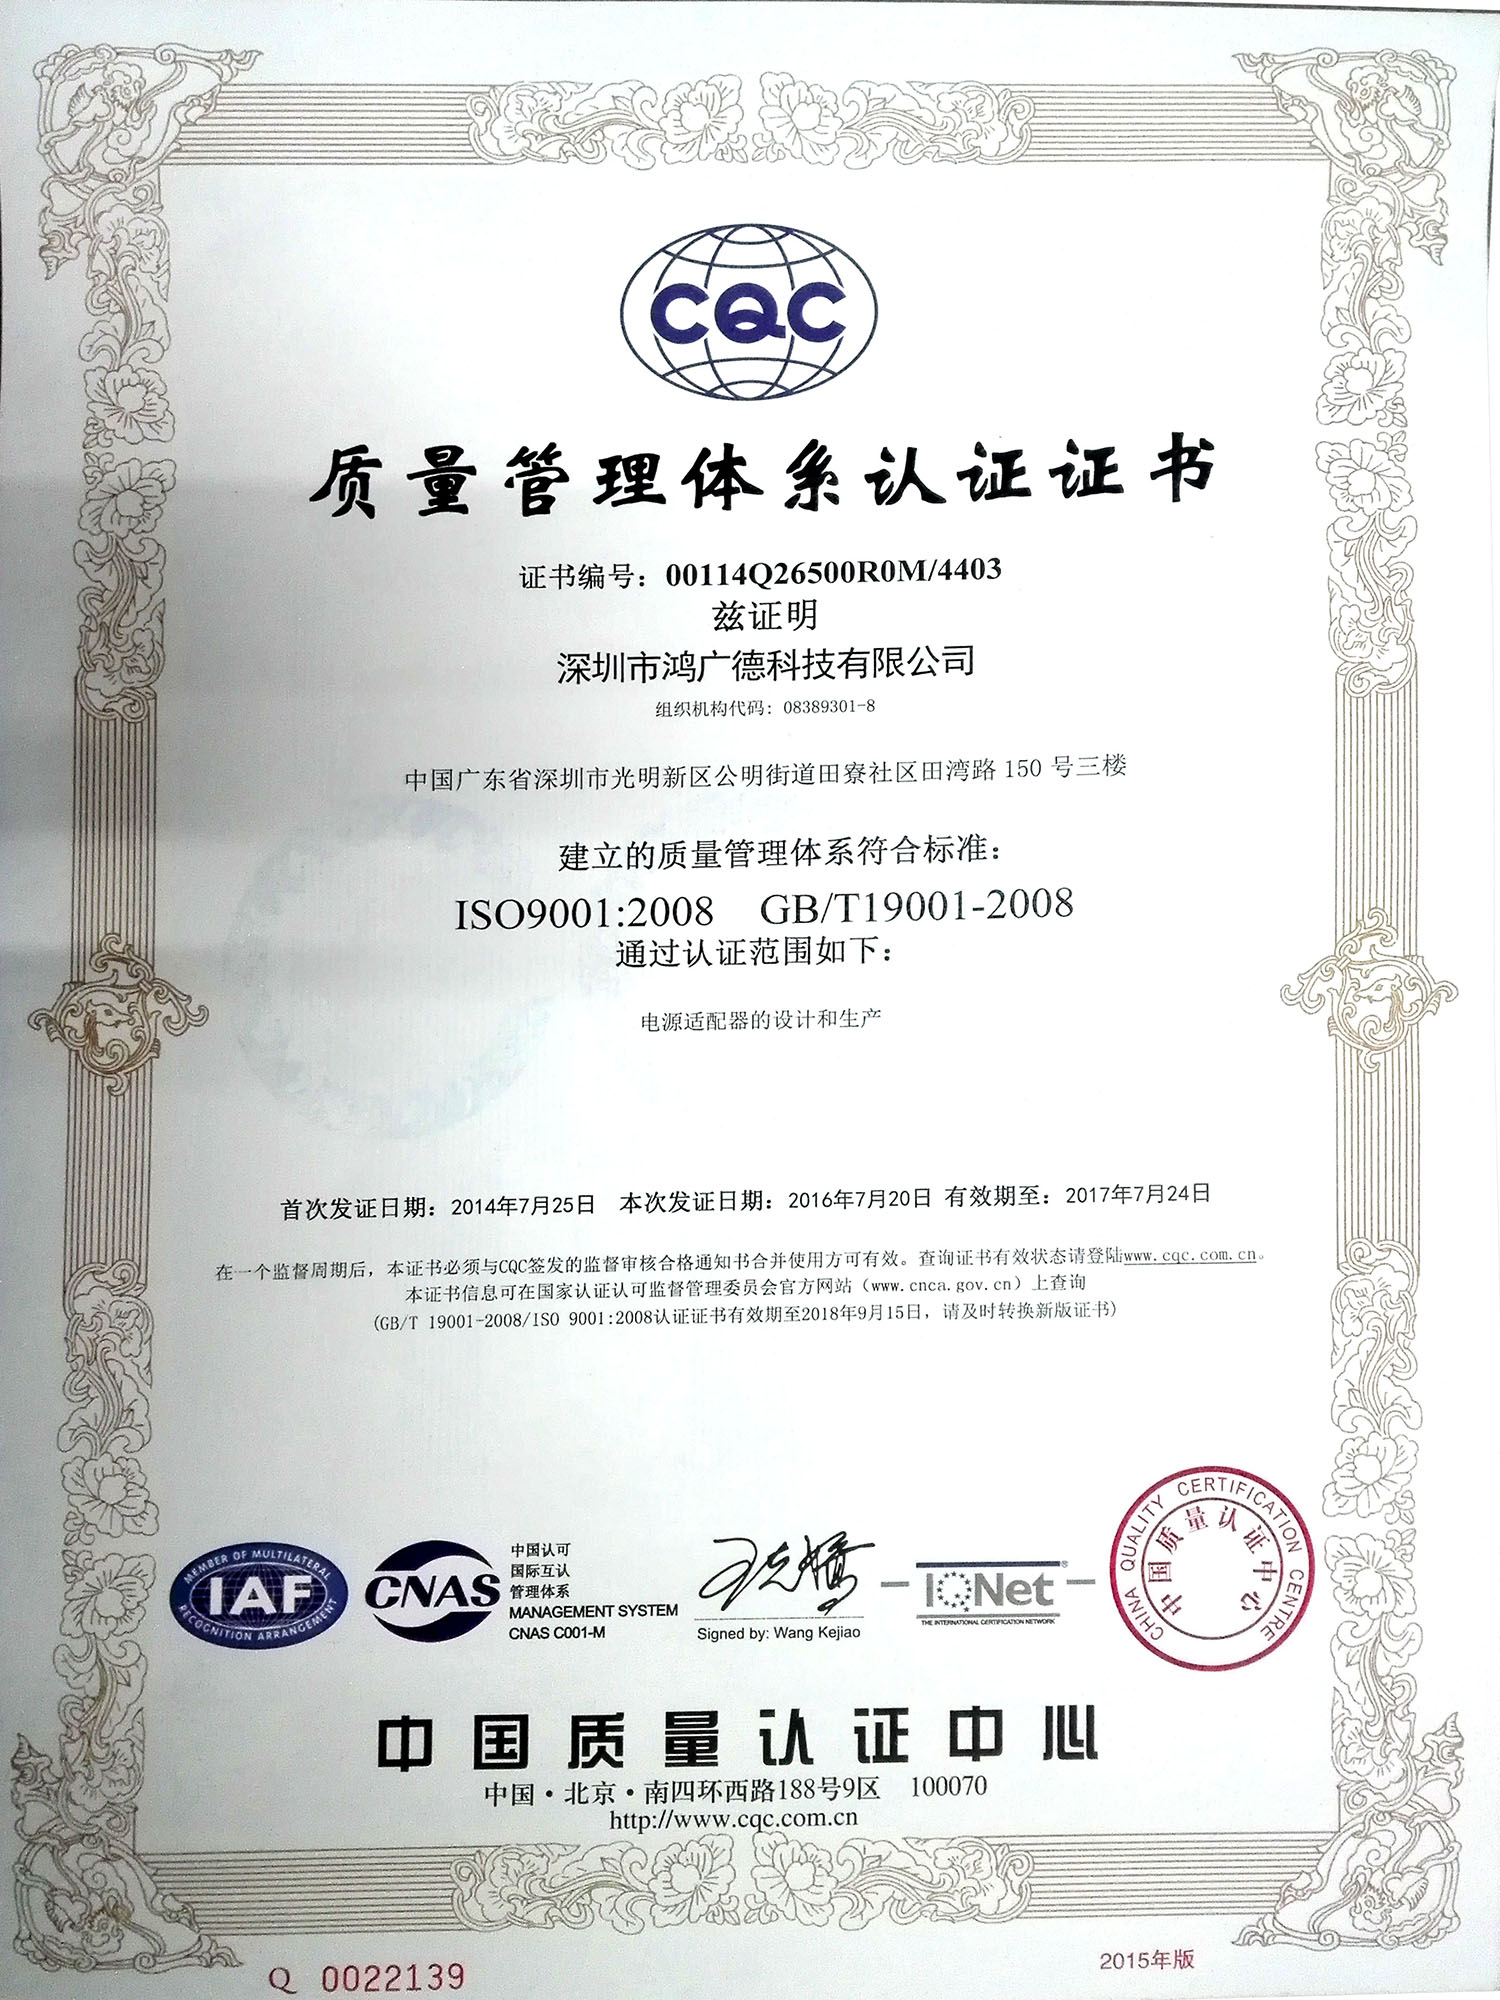 CQC
质量管理体系认证证书
证书编号：00114Q26500R0M/4403
兹证明
深圳市鸿广德科技有限公司
组织机构代码：08389301-8
中国广东省深圳市光明新区公明街道田寮社区田湾路 150 号三楼
建立的质量管理体系符合标准：
ISO9001:2008 GB/T19001-2008
通过认证范围如下：
电源适配器的设计和生产
首次发证日期：2014年7月25日 本次发证日期：2016年7月20日 有效期至：2017年7月24日
在一个监督周期后，本证书必须与CQC签发的监督审核合格通知书合并使用方可有效。查询证书有效状态请登陆www.cqc.com.cn。
本证书信息可在国家认证认可监督管理委员会官方网站（www.cnca.gov.cn）上查询
(GB/T 19001-2008/ISO 9001:2008认证证书有效期至2018年9月15日，请及时转换新版证书)
MEMBER OF MULTILATERAL
IAF
RECOGNITION ARRANGEMENT
CNAS
中国认可
国际互认
管理体系
MANAGEMENT SYSTEM
CNAS C001-M
Signed by: Wang Kejiao
IQNet ®
THE INTERNATIONAL CERTIFICATION NETWORK
CHINA QUALITY CERTIFICATION CENTRE
中国质量认证中心
中国质量认证中心
中国·北京·南四环西路188号9区 100070
http://www.cqc.com.cn
Q 0022139
2015年版